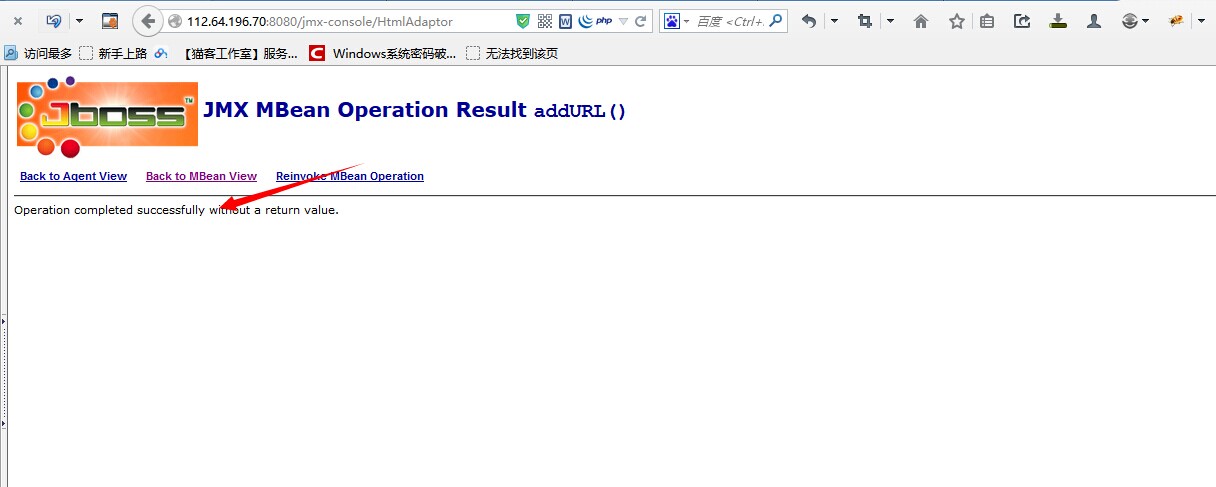 112.64.196.70:8080/jmx-console/HtmlAdaptor
php
百度 <Ctrl+.
访问最多
新手上路
【猫客工作室】服务...
Windows系统密码破...
无法找到该页
Jboss™
JMX MBean Operation Result addURL()
Back to Agent View Back to MBean View Reinvoke MBean Operation
Operation completed successfully without a return value.